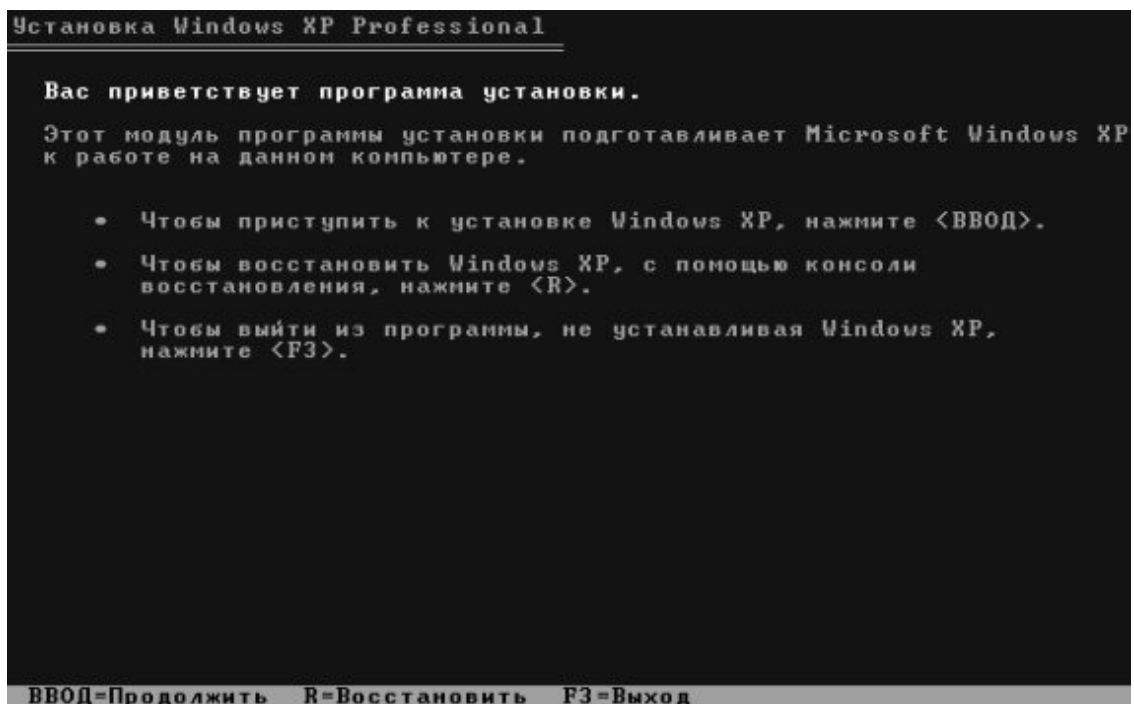 Установка Windows XP Professional
Вас приветствует программа установки.
Этот модуль программы установки подготавливает Microsoft Windows XP
к работе на данном компьютере.
• Чтобы приступить к установке Windows XP, нажмите <ВВОД>.
• Чтобы восстановить Windows XP, с помощью консоли
восстановления, нажмите <R>.
• Чтобы выйти из программы, не устанавливая Windows XP,
нажмите <F3>.
ВВОД=Продолжить R=Восстановить F3=Выход